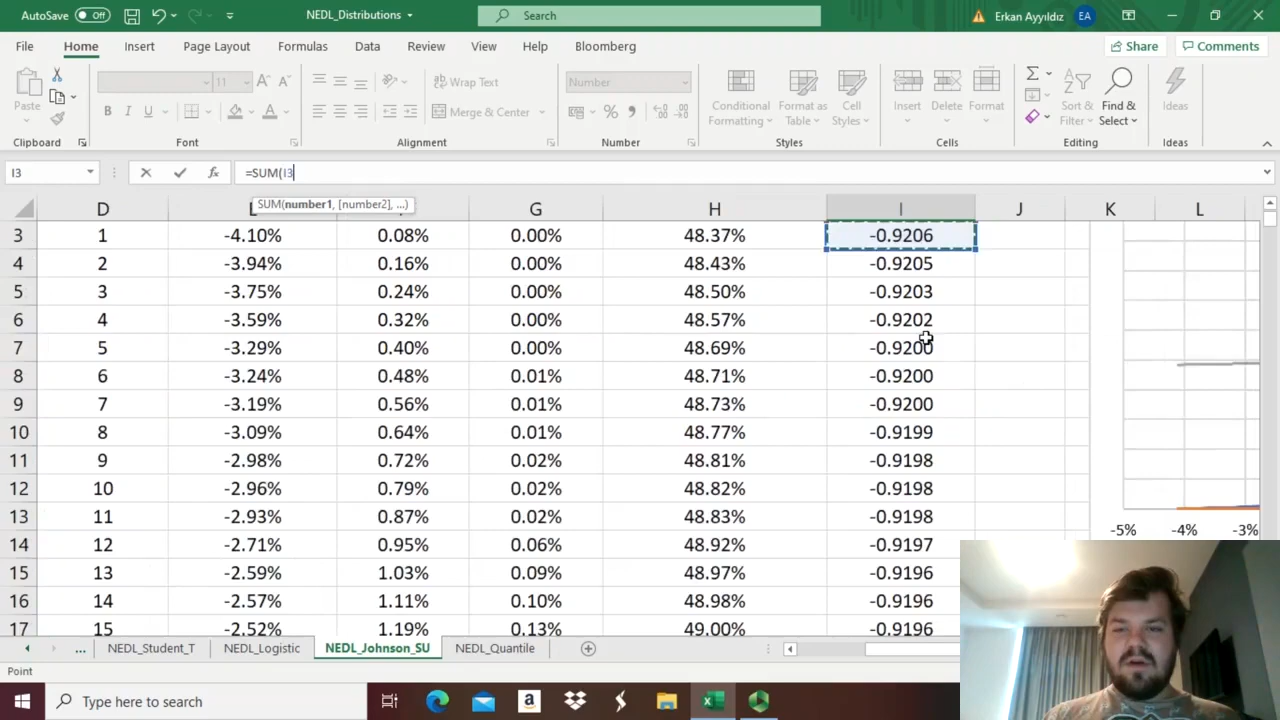 AutoSave Off NEDL_Distributions Search Erkan Ayyıldız EA
File Home Insert Page Layout Formulas Data Review View Help Bloomberg Share Comments
Paste 11 A A Wrap Text Number Conditional Formatting Format as Table Cell Styles Insert Delete Format Sort & Filter Find & Select Ideas
B I U A Merge & Center % ,
Clipboard Font Alignment Number Styles Cells Editing Ideas
I3 fx =SUM(I3
SUM(number1, [number2], ...)
D G H I J K L
3 1 -4.10% 0.08% 0.00% 48.37% -0.9206
4 2 -3.94% 0.16% 0.00% 48.43% -0.9205
5 3 -3.75% 0.24% 0.00% 48.50% -0.9203
6 4 -3.59% 0.32% 0.00% 48.57% -0.9202
7 5 -3.29% 0.40% 0.00% 48.69% -0.9200
8 6 -3.24% 0.48% 0.01% 48.71% -0.9200
9 7 -3.19% 0.56% 0.01% 48.73% -0.9200
10 8 -3.09% 0.64% 0.01% 48.77% -0.9199
11 9 -2.98% 0.72% 0.02% 48.81% -0.9198
12 10 -2.96% 0.79% 0.02% 48.82% -0.9198
13 11 -2.93% 0.87% 0.02% 48.83% -0.9198
14 12 -2.71% 0.95% 0.06% 48.92% -0.9197
15 13 -2.59% 1.03% 0.09% 48.97% -0.9196
16 14 -2.57% 1.11% 0.10% 48.98% -0.9196
17 15 -2.52% 1.19% 0.13% 49.00% -0.9196
-5% -4% -3%
... NEDL_Student_T NEDL_Logistic NEDL_Johnson_SU NEDL_Quantile
Point
Type here to search